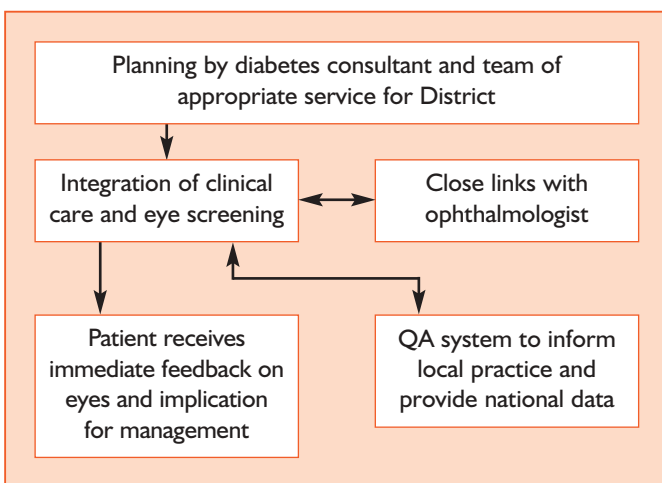 Planning by diabetes consultant and team of
appropriate service for District
Integration of clinical
care and eye screening
Close links with
ophthalmologist
Patient receives
immediate feedback on
eyes and implication
for management
QA system to inform
local practice and
provide national data